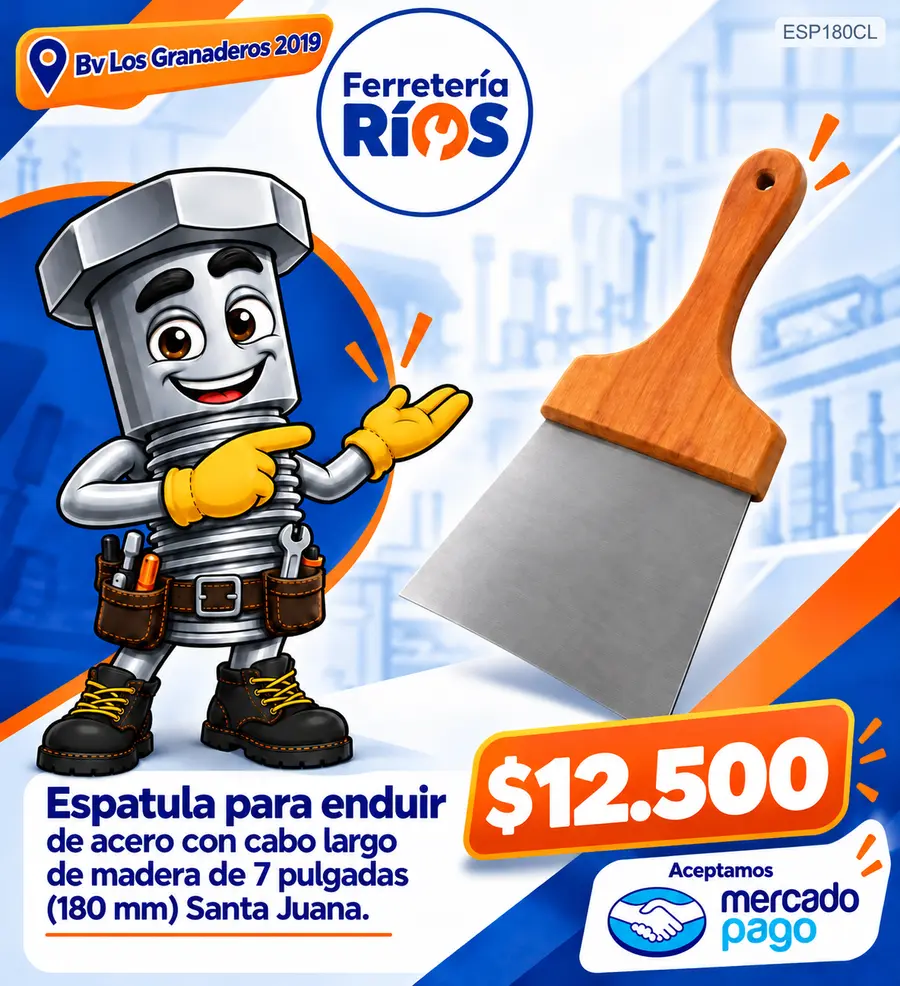 Bv Los Granaderos 2019
Ferretería
Ríos
ESP180CL
Espatula para enduir
de acero con cabo largo
de madera de 7 pulgadas
(180 mm) Santa Juana.
$12.500
Aceptamos
mercado
pago